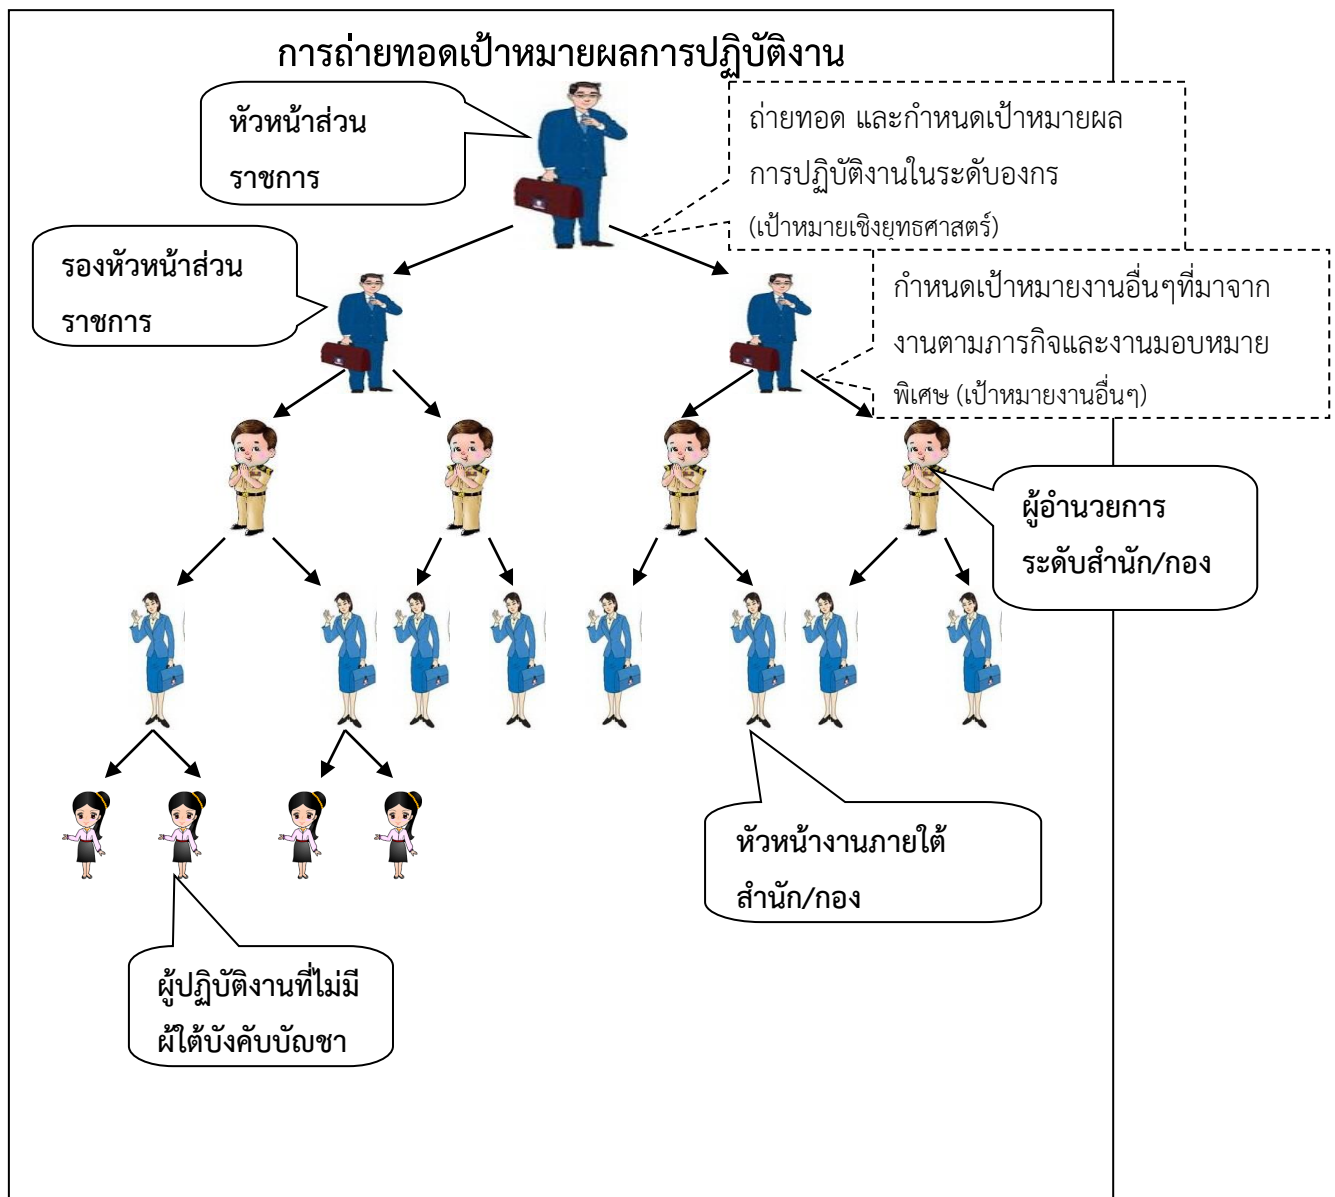 การถ่ายทอดเป้าหมายผลการปฏิบัติงาน
หัวหน้าส่วน
ราชการ
ถ่ายทอด และกำหนดเป้าหมายผล
การปฏิบัติงานในระดับองกร
(เป้าหมายเชิงยุทธศาสตร์)
รองหัวหน้าส่วน
ราชการ
กำหนดเป้าหมายงานอื่นๆที่มาจาก
งานตามภารกิจและงานมอบหมาย
พิเศษ (เป้าหมายงานอื่นๆ)
ผู้อำนวยการ
ระดับสำนัก/กอง
หัวหน้างานภายใต้
สำนัก/กอง
ผู้ปฏิบัติงานที่ไม่มี
ผู้ใต้บังคับบัญชา